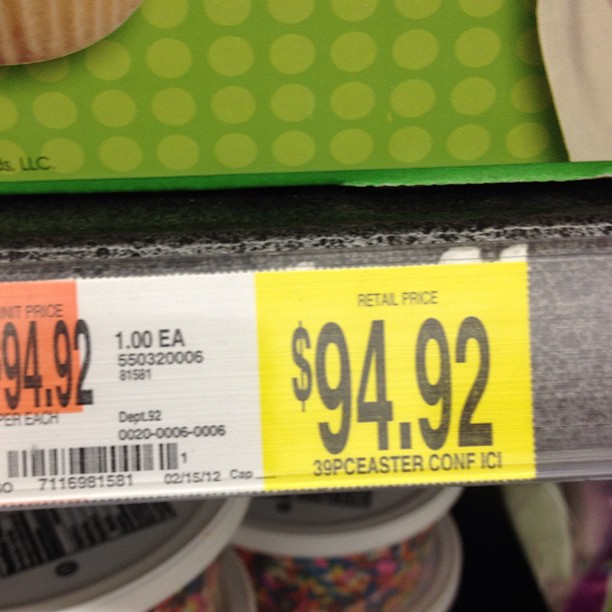 LLC.
UNIT PRICE
94.92
PER EACH
1.00 EA
550320006
81581
Dept.92
0020-0006-0006
1
7116981581 02/15/12 Cap
RETAIL PRICE
$94.92
39PCEASTER CONF ICI